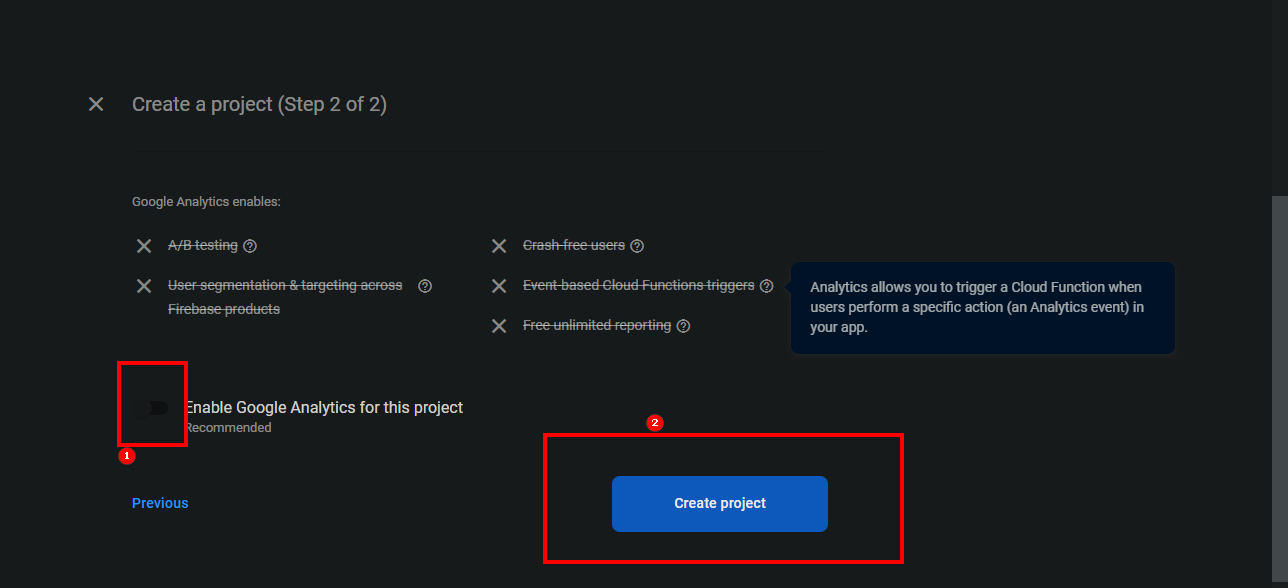 Create a project (Step 2 of 2)
Google Analytics enables:
A/B testing
Crash-free users
User segmentation & targeting across
Firebase products
Event-based Cloud Functions triggers
Free unlimited reporting
Analytics allows you to trigger a Cloud Function when
users perform a specific action (an Analytics event) in
your app.
Enable Google Analytics for this project
Recommended
1
2
Previous
Create project